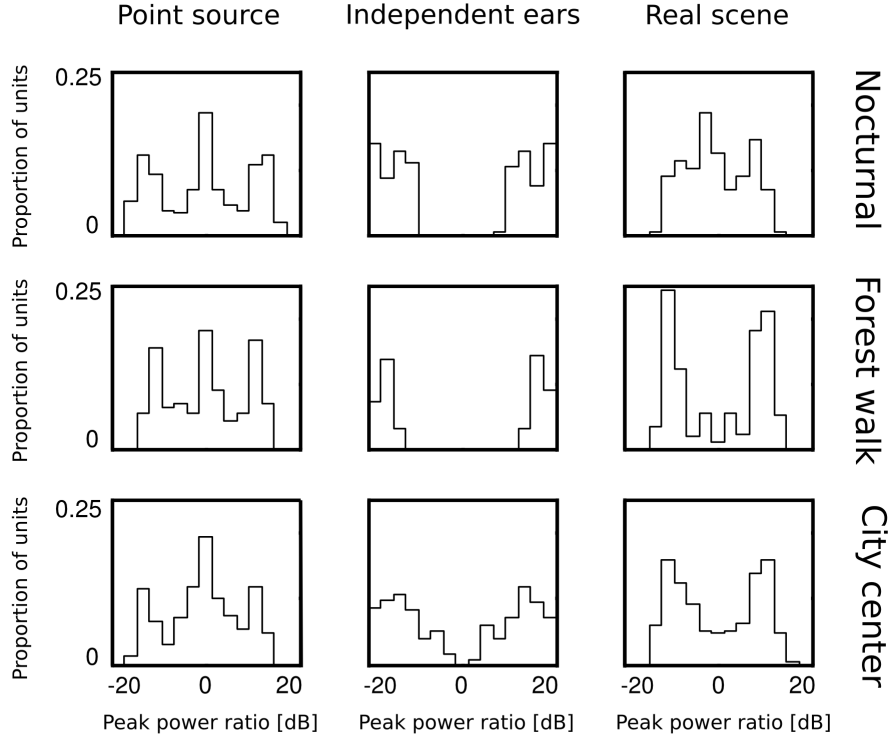 Point source Independent ears Real scene
Proportion of units 0.25 0 Nocturnal
Proportion of units 0.25 0 Forest walk
Proportion of units 0.25 0 City center
-20 0 20 -20 0 20 -20 0 20
Peak power ratio [dB] Peak power ratio [dB] Peak power ratio [dB]